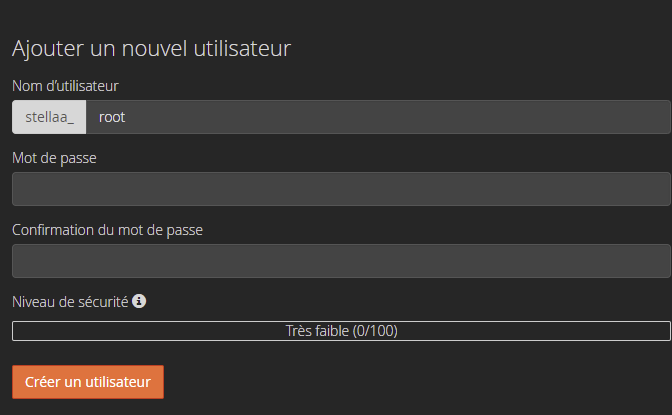 Ajouter un nouvel utilisateur
Nom d’utilisateur
stellaa_ root
Mot de passe
Confirmation du mot de passe
Niveau de sécurité
Très faible (0/100)
Créer un utilisateur